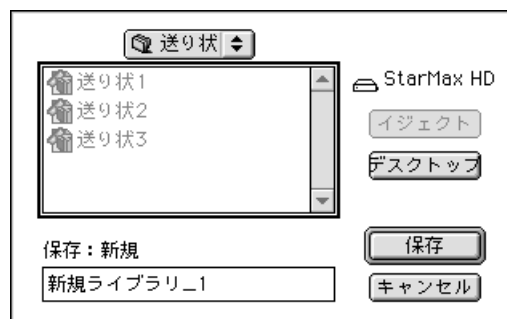 送り状
送り状1
送り状2
送り状3
StarMax HD
イジェクト
デスクトップ
保存：新規
新規ライブラリ_1
保存
キャンセル